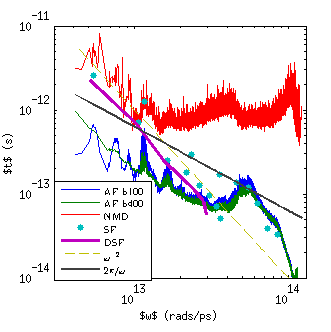 10^-11
10^-12
10^-13
10^-14
$t$ (s)
AF b100
AF b400
NMD
SF
DSF
ω^-2
2π/ω
10^13
10^14
$w$ (rads/ps)